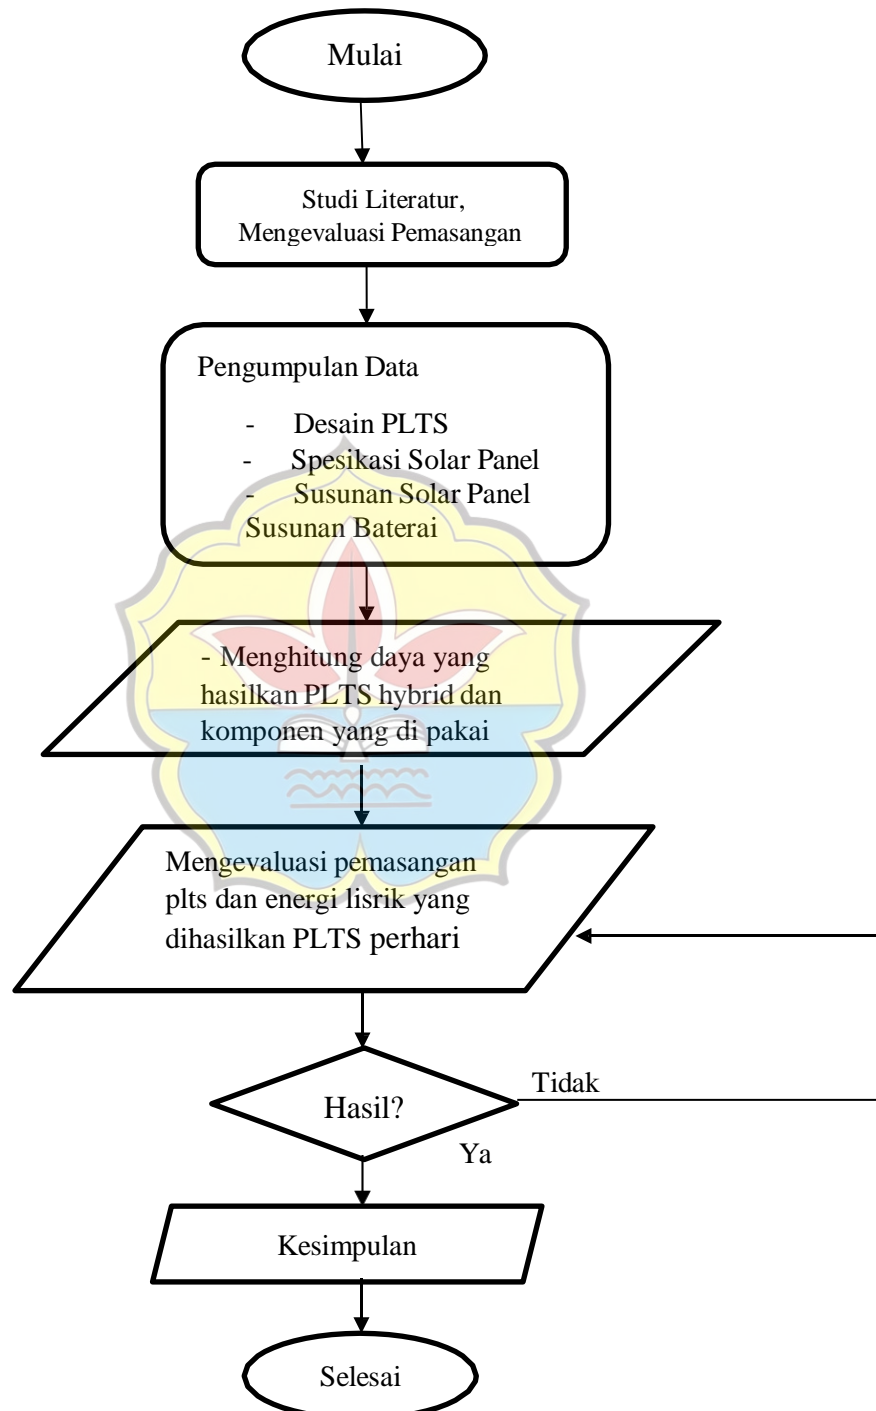 Mulai
Studi Literatur,
Mengevaluasi Pemasangan
Pengumpulan Data
- Desain PLTS
- Spesikasi Solar Panel
- Susunan Solar Panel
Susunan Baterai
- Menghitung daya yang
hasilkan PLTS hybrid dan
komponen yang di pakai
Mengevaluasi pemasangan
plts dan energi lisrik yang
dihasilkan PLTS perhari
Hasil?
Tidak
Ya
Kesimpulan
Selesai